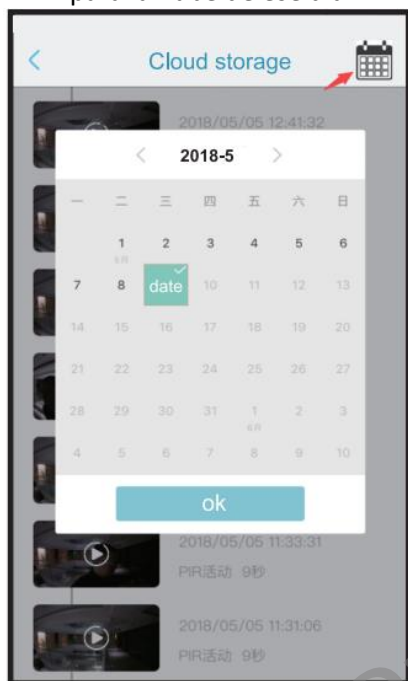 Cloud storage
2018/05/05 12:41:32
2018-5
一 二 三 四 五 六 日
1 2 3 4 5 6
5月
7 8 date 10 11 12 13
14 15 16 17 18 19 20
21 22 23 24 25 26 27
28 29 30 31 1 2 3
6月
4 5 6 7 8 9 10
ok
2018/05/05 11:33:31
PIR活动 9秒
2018/05/05 11:31:06
PIR活动 9秒